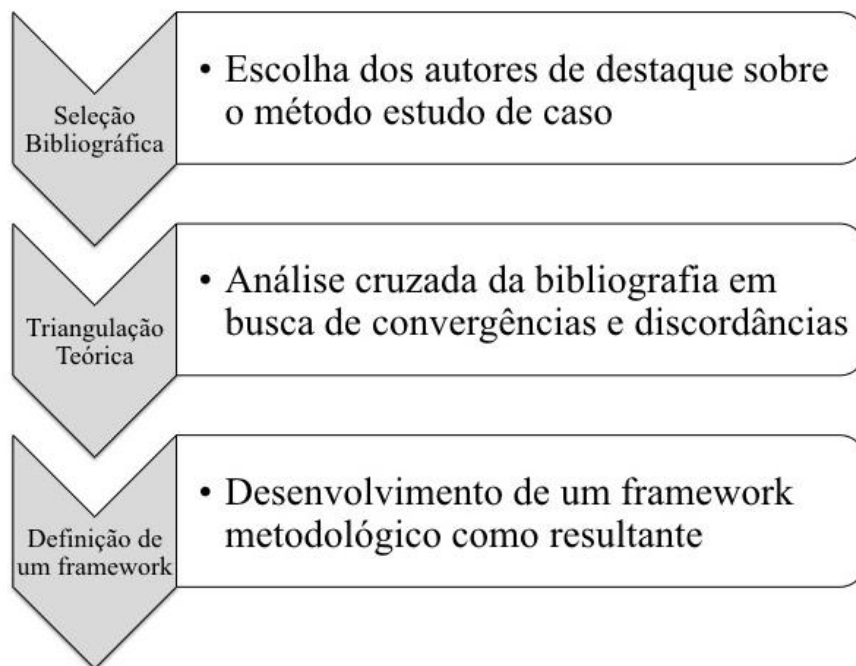 Seleção
Bibliográfica
• Escolha dos autores de destaque sobre
o método estudo de caso
Triangulação
Teórica
• Análise cruzada da bibliografia em
busca de convergências e discordâncias
Definição de
um framework
• Desenvolvimento de um framework
metodológico como resultante